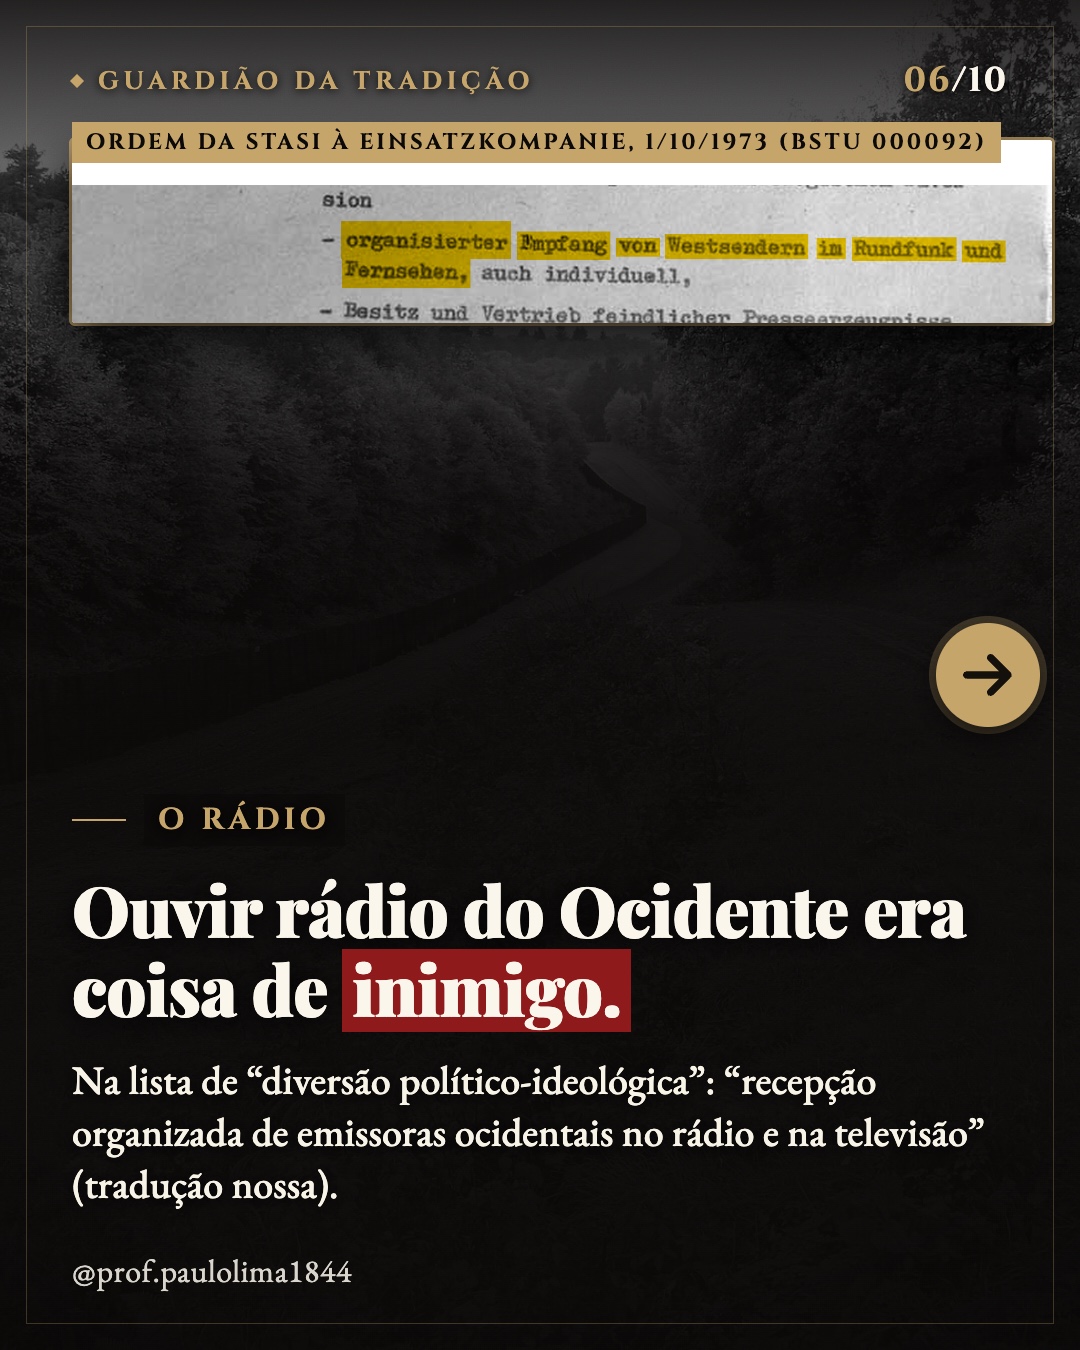 GUARDIÃO DA TRADIÇÃO
06/10
ORDEM DA STASI À EINSATZKOMPANIE, 1/10/1973 (BSTU 000092)
sion
- organisierter Empfang von Westsendern im Rundfunk und
Fernsehen, auch individuell,
- Besitz und Vertrieb feindlicher Presseerzeugnisse
O RÁDIO
Ouvir rádio do Ocidente era
coisa de inimigo.
Na lista de “diversão político-ideológica”: “recepção
organizada de emissoras ocidentais no rádio e na televisão”
(tradução nossa).
@prof.paulolima1844